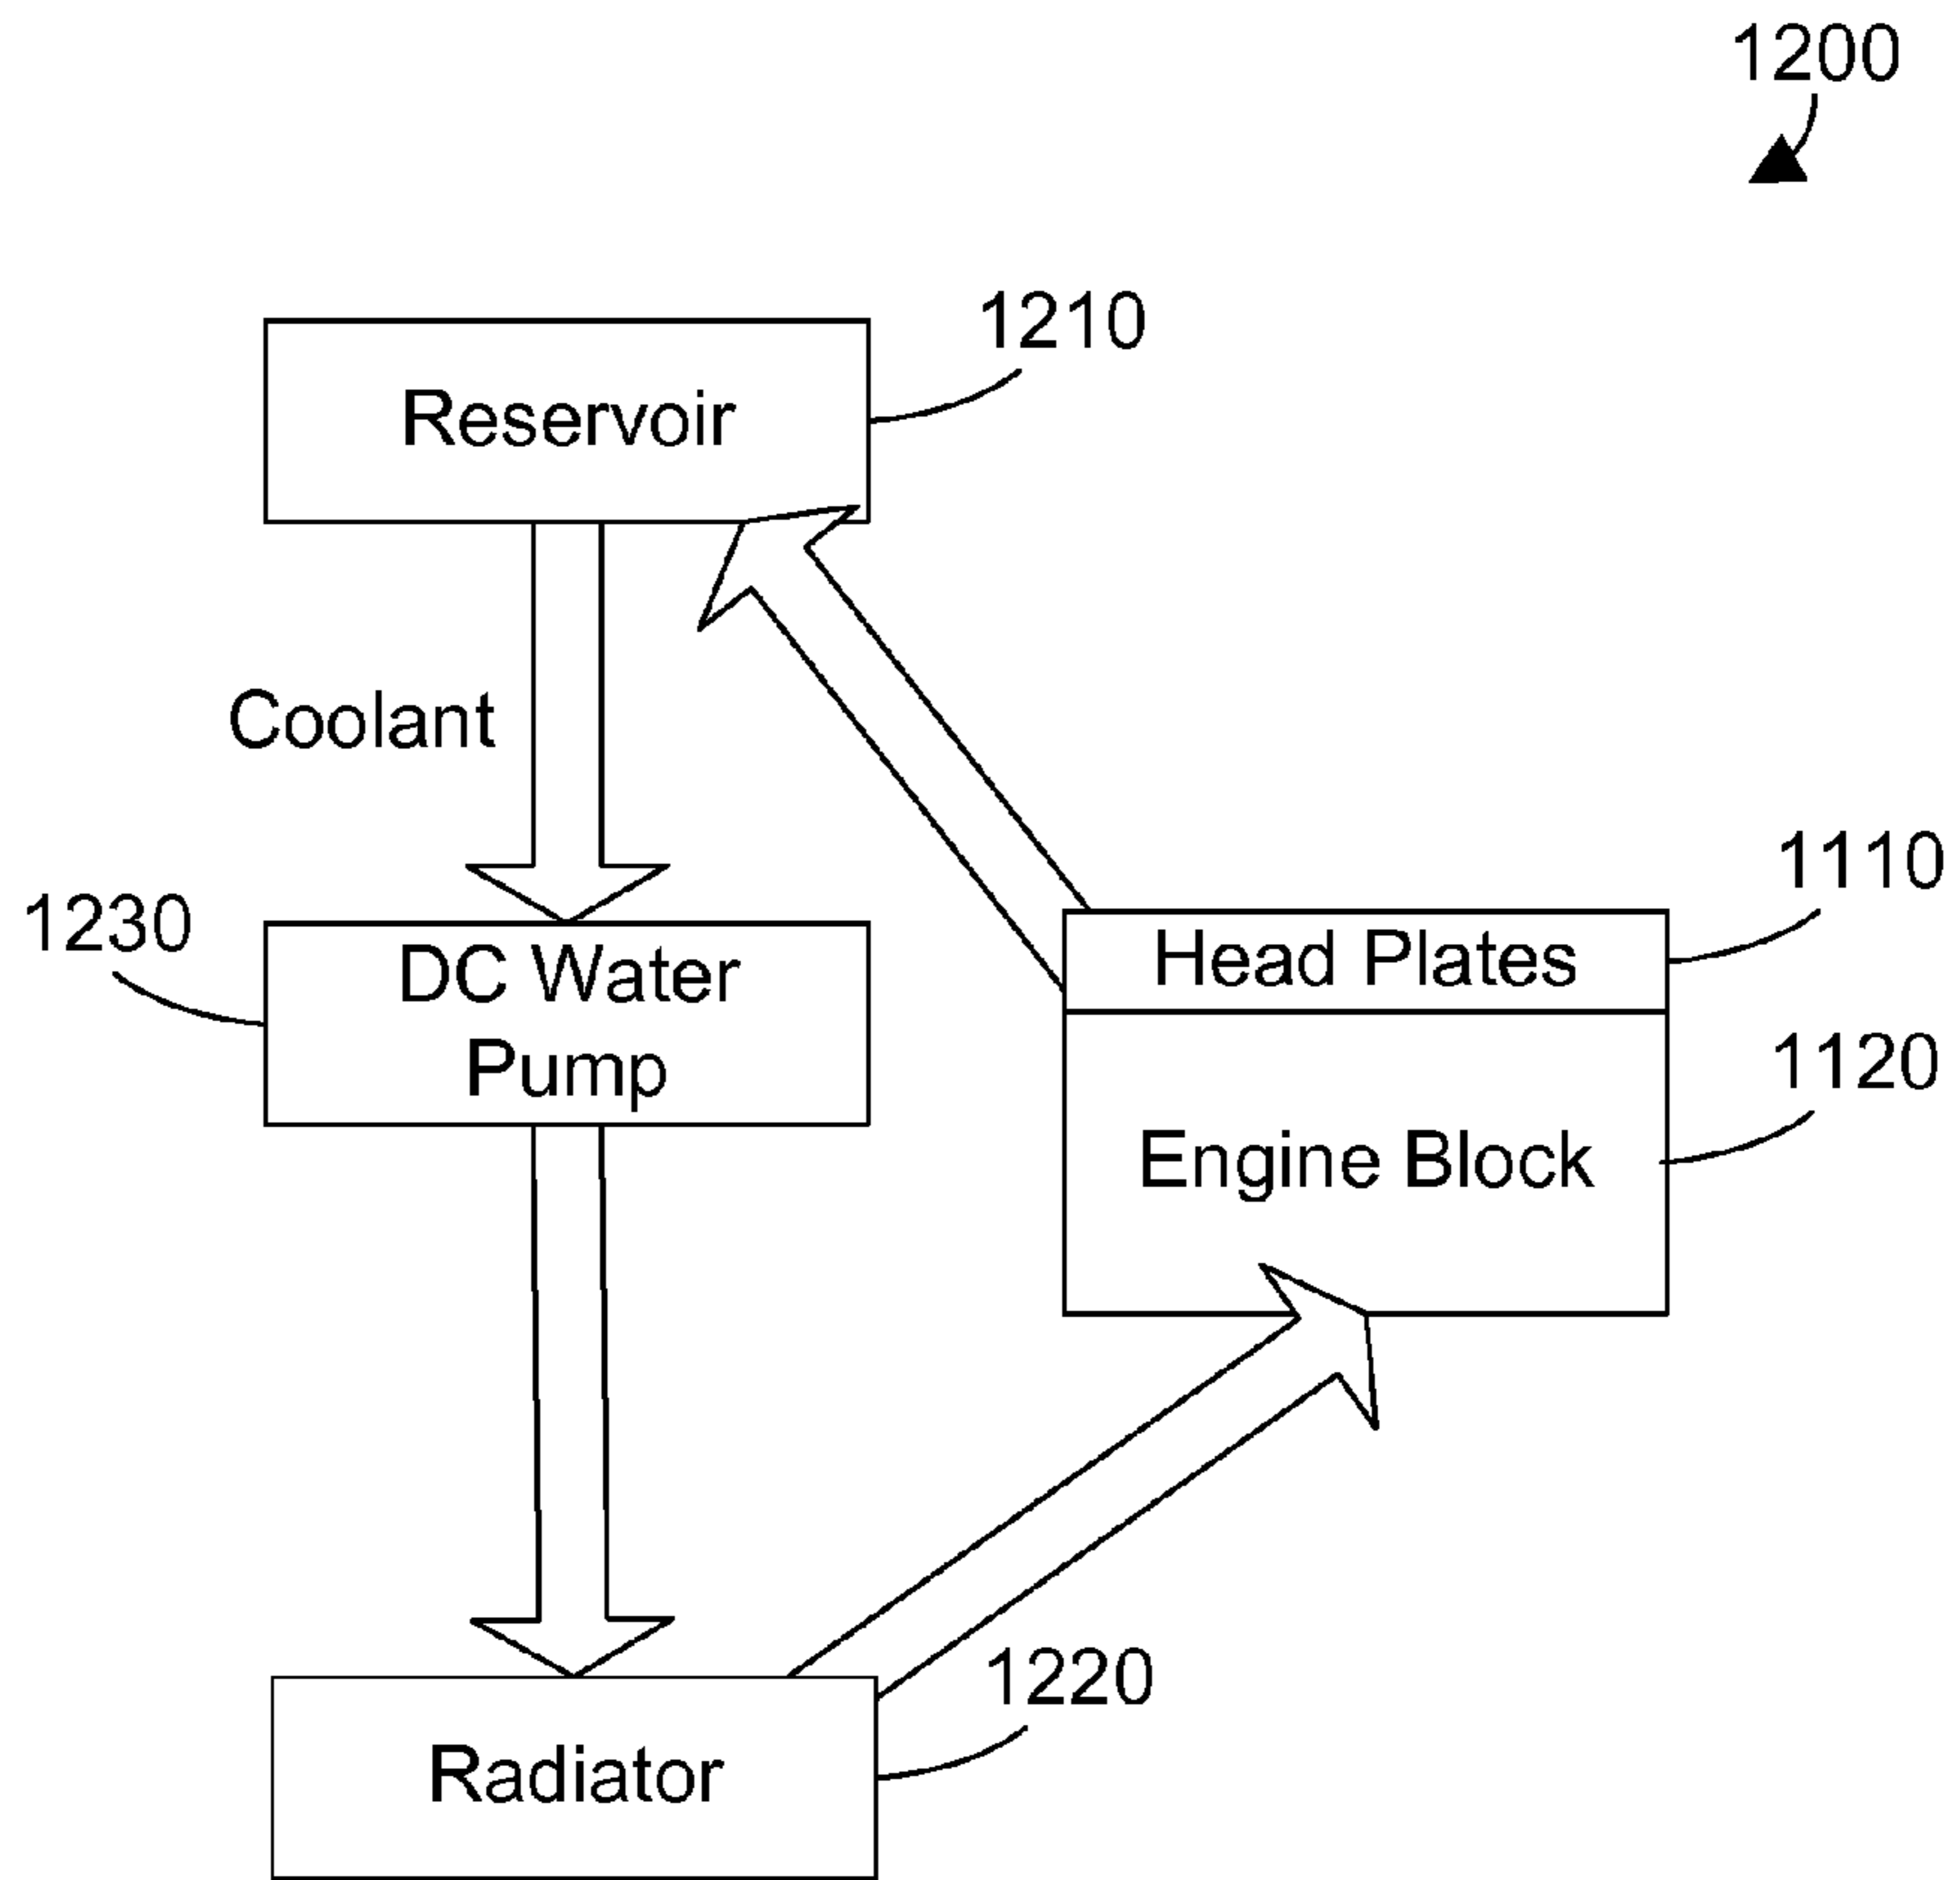 1200
1210
Reservoir
Coolant
1230
DC Water
Pump
1110
Head Plates
1120
Engine Block
1220
Radiator